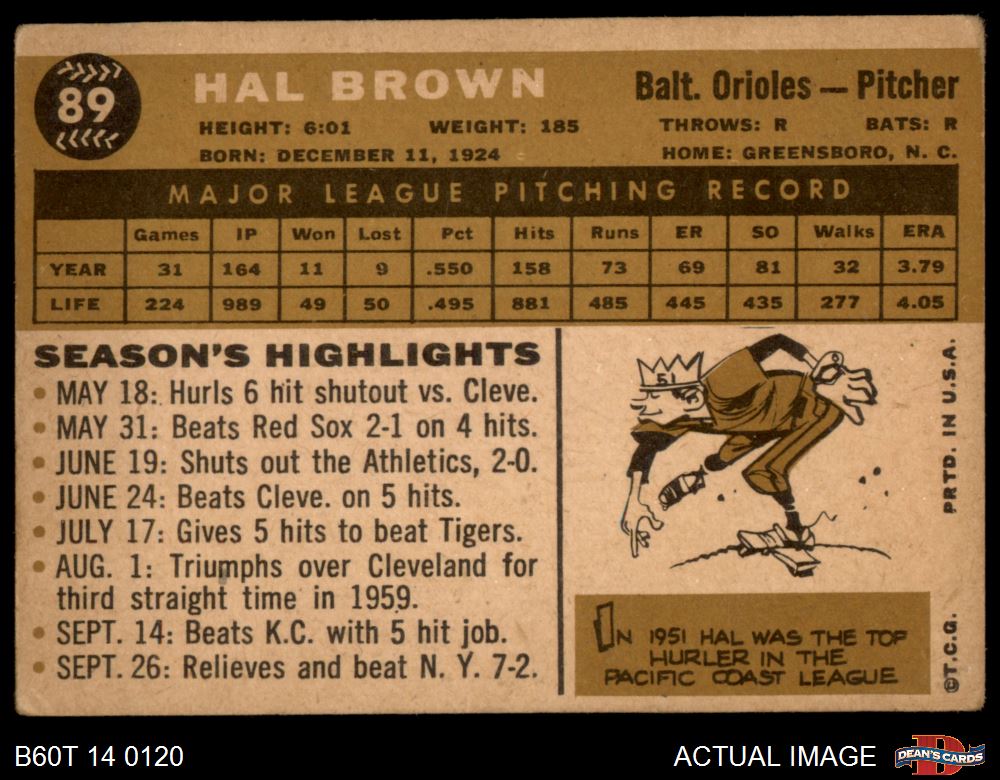 89
HAL BROWN
Balt. Orioles — Pitcher
HEIGHT: 6:01 WEIGHT: 185 THROWS: R BATS: R
BORN: DECEMBER 11, 1924 HOME: GREENSBORO, N. C.
MAJOR LEAGUE PITCHING RECORD
Games IP Won Lost Pct Hits Runs ER SO Walks ERA
YEAR 31 164 11 9 .550 158 73 69 81 32 3.79
LIFE 224 989 49 50 .495 881 485 445 435 277 4.05
SEASON'S HIGHLIGHTS
• MAY 18: Hurls 6 hit shutout vs. Cleve.
• MAY 31: Beats Red Sox 2-1 on 4 hits.
• JUNE 19: Shuts out the Athletics, 2-0.
• JUNE 24: Beats Cleve. on 5 hits.
• JULY 17: Gives 5 hits to beat Tigers.
• AUG. 1: Triumphs over Cleveland for
third straight time in 1959.
• SEPT. 14: Beats K.C. with 5 hit job.
• SEPT. 26: Relieves and beat N. Y. 7-2.
51
IN 1951 HAL WAS THE TOP
HURLER IN THE
PACIFIC COAST LEAGUE
PRTD. IN U.S.A.
©T.C.G.
B60T 14 0120
ACTUAL IMAGE
D
DEAN'S CARDS